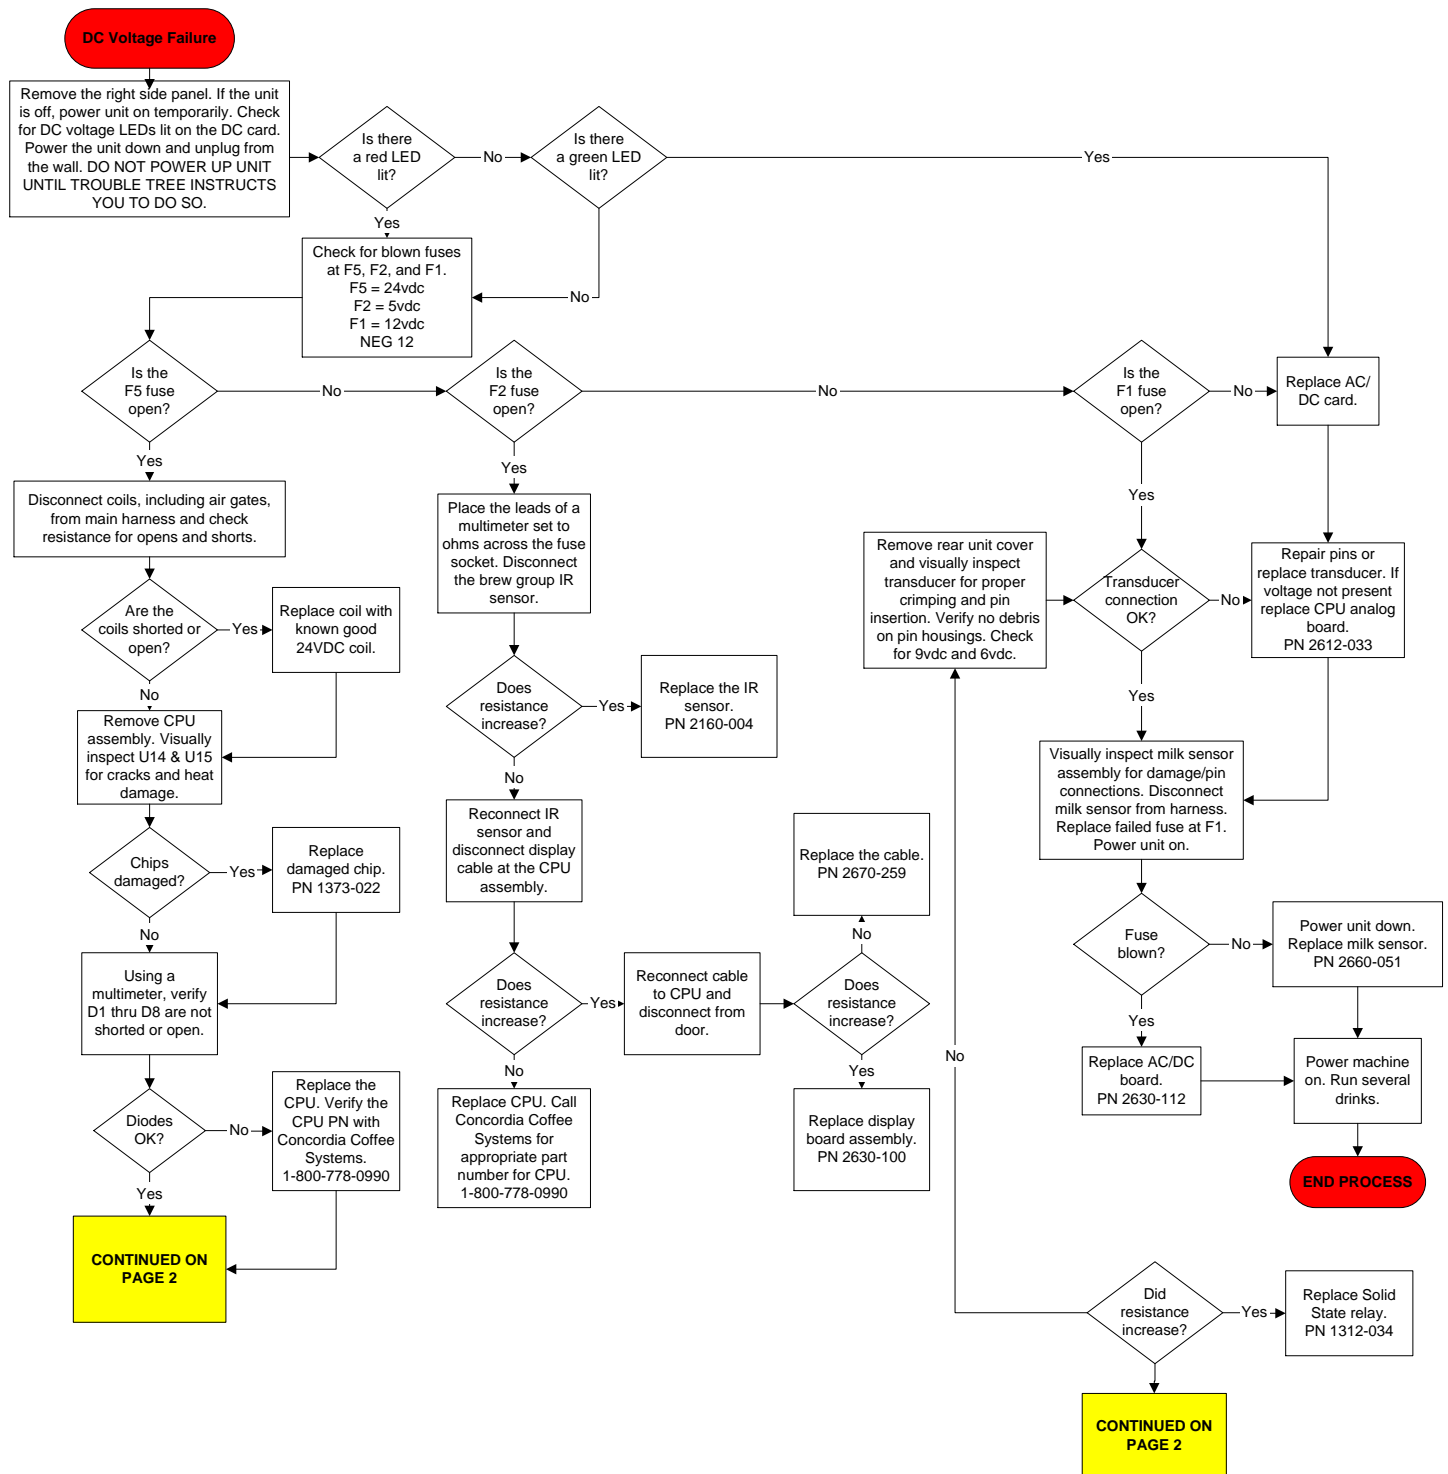 DC Voltage Failure
Remove the right side panel. If the unit
is off, power unit on temporarily. Check
for DC voltage LEDs lit on the DC card.
Power the unit down and unplug from
the wall. DO NOT POWER UP UNIT
UNTIL TROUBLE TREE INSTRUCTS
YOU TO DO SO.
Is there
a red LED
lit?
No
Is there
a green LED
lit?
Yes
Yes
Check for blown fuses
at F5, F2, and F1.
F5 = 24vdc
F2 = 5vdc
F1 = 12vdc
NEG 12
No
Is the
F5 fuse
open?
No
Is the
F2 fuse
open?
No
Is the
F1 fuse
open?
No
Replace AC/
DC card.
Yes
Disconnect coils, including air gates,
from main harness and check
resistance for opens and shorts.
Are the
coils shorted or
open?
Yes
Replace coil with
known good
24VDC coil.
No
Remove CPU
assembly. Visually
inspect U14 & U15
for cracks and heat
damage.
Chips
damaged?
Yes
Replace
damaged chip.
PN 1373-022
No
Using a
multimeter, verify
D1 thru D8 are not
shorted or open.
Diodes
OK?
No
Replace the
CPU. Verify the
CPU PN with
Concordia Coffee
Systems.
1-800-778-0990
Yes
CONTINUED ON
PAGE 2
Yes
Place the leads of a
multimeter set to
ohms across the fuse
socket. Disconnect
the brew group IR
sensor.
Does
resistance
increase?
Yes
Replace the IR
sensor.
PN 2160-004
No
Reconnect IR
sensor and
disconnect display
cable at the CPU
assembly.
Does
resistance
increase?
Yes
Reconnect cable
to CPU and
disconnect from
door.
Does
resistance
increase?
No
Replace the cable.
PN 2670-259
Yes
Replace display
board assembly.
PN 2630-100
No
Replace CPU. Call
Concordia Coffee
Systems for
appropriate part
number for CPU.
1-800-778-0990
Yes
Remove rear unit cover
and visually inspect
transducer for proper
crimping and pin
insertion. Verify no debris
on pin housings. Check
for 9vdc and 6vdc.
Transducer
connection
OK?
No
Repair pins or
replace transducer. If
voltage not present
replace CPU analog
board.
PN 2612-033
Yes
Visually inspect milk sensor
assembly for damage/pin
connections. Disconnect
milk sensor from harness.
Replace failed fuse at F1.
Power unit on.
Fuse
blown?
No
Power unit down.
Replace milk sensor.
PN 2660-051
Yes
Replace AC/DC
board.
PN 2630-112
Power machine
on. Run several
drinks.
END PROCESS
No
Did
resistance
increase?
Yes
Replace Solid
State relay.
PN 1312-034
CONTINUED ON
PAGE 2